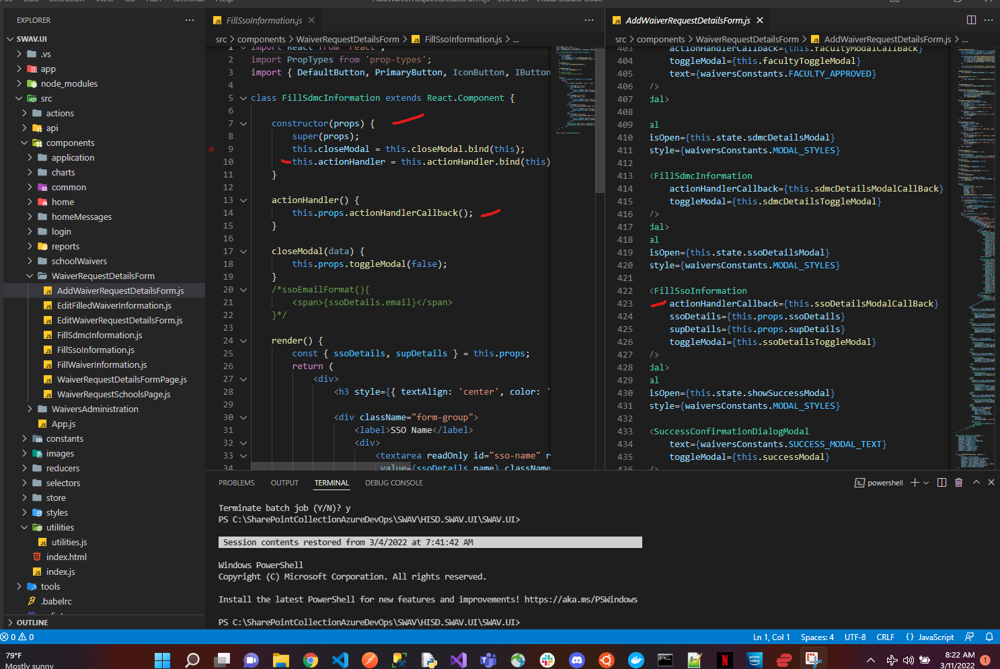 EXPLORER
SWAV.UI
.vs
app
node_modules
src
actions
api
components
application
charts
common
home
homeMessages
login
reports
schoolWaivers
WaiverRequestDetailsForm
AddWaiverRequestDetailsForm.js
EditFilledWaiverInformation.js
EditWaiverRequestDetailsForm.js
FillSdmcInformation.js
FillSsoInformation.js
FillWaiverInformation.js
WaiverRequestDetailsFormPage.js
WaiverRequestSchoolsPage.js
WaiversAdministration
App.js
constants
images
reducers
selectors
store
styles
utilities
utilities.js
index.html
index.js
tools
.babelrc
OUTLINE
FillSsoInformation.js
src > components > WaiverRequestDetailsForm > FillSsoInformation.js > ...
1 import React from 'react';
2 import PropTypes from 'prop-types';
3 import { DefaultButton, PrimaryButton, IconButton, IButton
4
5 class FillSdmcInformation extends React.Component {
6
7 constructor(props) {
8 super(props);
9 this.closeModal = this.closeModal.bind(this);
10 this.actionHandler = this.actionHandler.bind(this)
11 }
12
13 actionHandler() {
14 this.props.actionHandlerCallback();
15 }
16
17 closeModal(data) {
18 this.props.toggleModal(false);
19 }
20 /*ssoEmailFormat(){
21 <span>{ssoDetails.email}</span>
22 }*/
23
24 render() {
25 const { ssoDetails, supDetails } = this.props;
26 return (
27 <div>
28 <h3 style={{ textAlign: 'center', color: '
29
30 <div className="form-group">
31 <label>SSO Name</label>
32 <div>
33 <textarea readOnly id="sso-name" r
34 value={ssoDetails.name} className
AddWaiverRequestDetailsForm.js
src > components > WaiverRequestDetailsForm > AddWaiverRequestDetailsForm.js > ...
403 actionHandlerCallback={this.facultyModalCallBack}
404 toggleModal={this.facultyToggleModal}
405 text={waiversConstants.FACULTY_APPROVED}
406 />
407 dal>
408
409 al
410 isOpen={this.state.sdmcDetailsModal}
411 style={waiversConstants.MODAL_STYLES}
412
413 <FillSdmcInformation
414 actionHandlerCallback={this.sdmcDetailsModalCallBack}
415 toggleModal={this.sdmcDetailsToggleModal}
416 />
417 dal>
418 al
419 isOpen={this.state.ssoDetailsModal}
420 style={waiversConstants.MODAL_STYLES}
421
422 <FillSsoInformation
423 actionHandlerCallback={this.ssoDetailsModalCallBack}
424 ssoDetails={this.props.ssoDetails}
425 supDetails={this.props.supDetails}
426 toggleModal={this.ssoDetailsToggleModal}
427 />
428 dal>
429 al
430 isOpen={this.state.showSuccessModal}
431 style={waiversConstants.MODAL_STYLES}
432
433 <SuccessConfirmationDialogModal
434 text={waiversConstants.SUCCESS_MODAL_TEXT}
435 toggleModal={this.successModal}
436 />
PROBLEMS OUTPUT TERMINAL DEBUG CONSOLE
powershell
Terminate batch job (Y/N)? y
PS C:\SharePointCollectionAzureDevOps\SWAV\HISD.SWAV.UI\SWAV.UI>
Session contents restored from 3/4/2022 at 7:41:42 AM
Windows PowerShell
Copyright (C) Microsoft Corporation. All rights reserved.
Install the latest PowerShell for new features and improvements! https://aka.ms/PSWindows
PS C:\SharePointCollectionAzureDevOps\SWAV\HISD.SWAV.UI\SWAV.UI>
0 0
Ln 1, Col 1 Spaces: 4 UTF-8 CRLF {} JavaScript
79°F
Mostly sunny
8:22 AM
3/11/2022
1